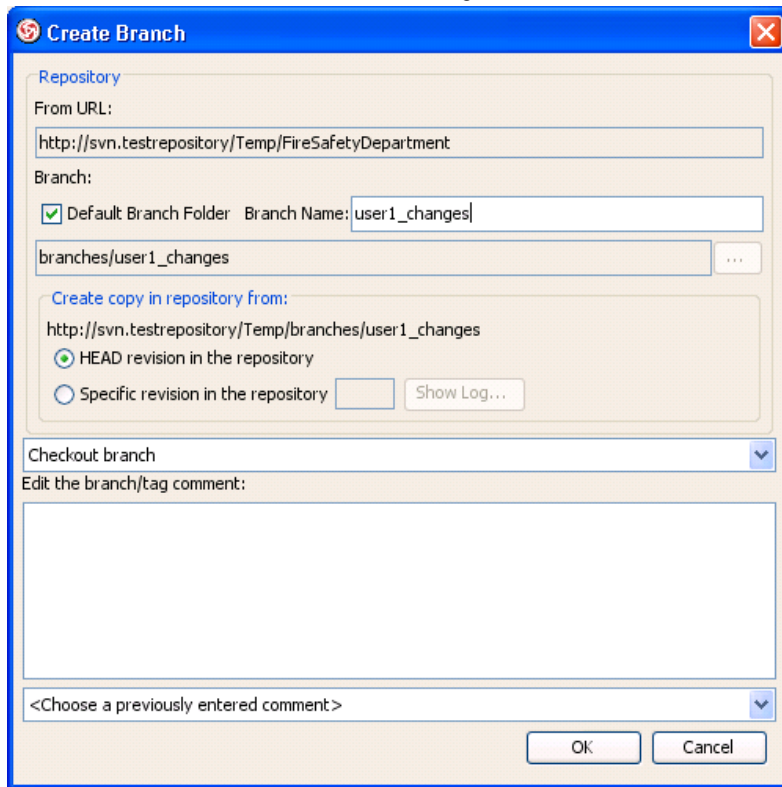 Create Branch
Repository
From URL:
http://svn.testrepository/Temp/FireSafetyDepartment
Branch:
Default Branch Folder Branch Name: user1_changes
branches/user1_changes ...
Create copy in repository from:
http://svn.testrepository/Temp/branches/user1_changes
HEAD revision in the repository
Specific revision in the repository Show Log...
Checkout branch
Edit the branch/tag comment:
<Choose a previously entered comment>
OK Cancel